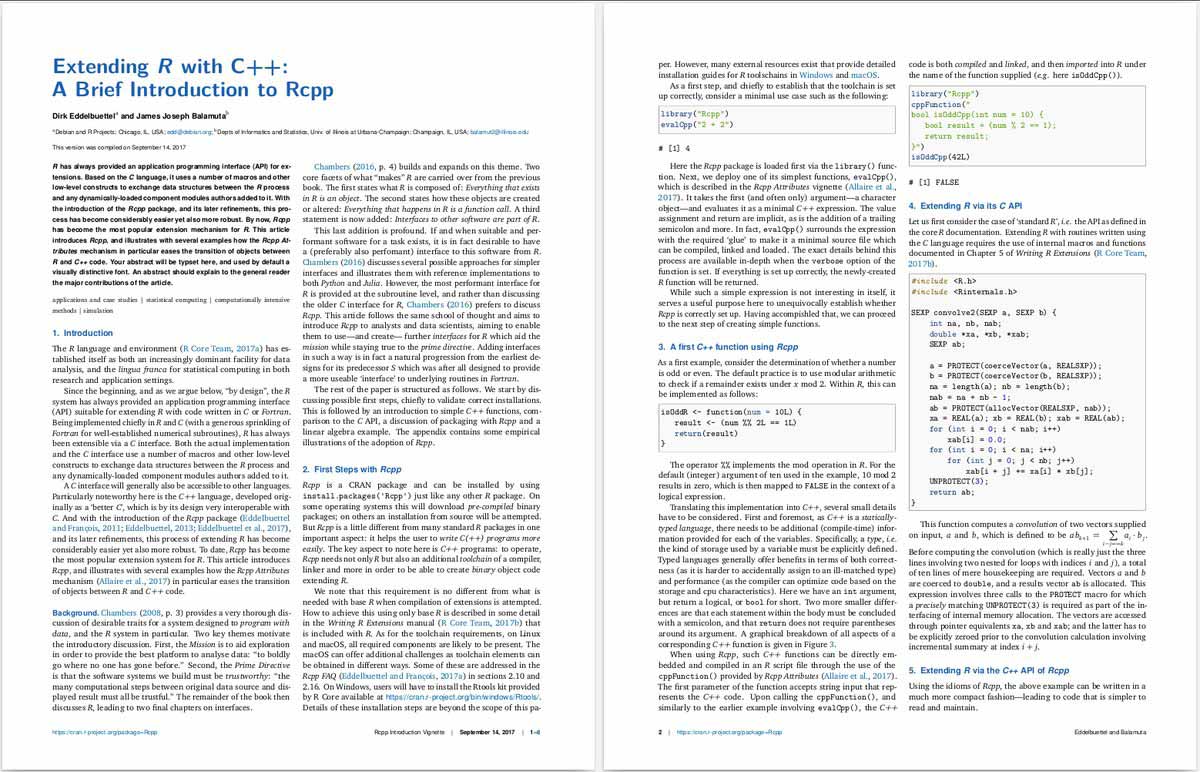 Extending R with C++:
A Brief Introduction to Rcpp
Dirk Eddelbuettelᵃ and James Joseph Balamutaᵇ
ᵃDebian and R Projects; Chicago, IL, USA; edd@debian.org; ᵇDepts of Informatics and Statistics, Univ. of Illinois at Urbana-Champaign; Champaign, IL, USA; balamut2@illinois.edu
This version was compiled on September 14, 2017
R has always provided an application programming interface (API) for ex-
tensions. Based on the C language, it uses a number of macros and other
low-level constructs to exchange data structures between the R process
and any dynamically-loaded component modules authors added to it. With
the introduction of the Rcpp package, and its later refinements, this pro-
cess has become considerably easier yet also more robust. By now, Rcpp
has become the most popular extension mechanism for R. This article
introduces Rcpp, and illustrates with several examples how the Rcpp At-
tributes mechanism in particular eases the transition of objects between
R and C++ code. Your abstract will be typset here, and used by default a
visually distinctive font. An abstract should explain to the general reader
the major contributions of the article.
applications and case studies | statistical computing | computationally intensive
methods | simulation
1. Introduction
The R language and environment (R Core Team, 2017a) has es-
tablished itself as both an increasingly dominant facility for data
analysis, and the lingua franca for statistical computing in both
research and application settings.
Since the beginning, and as we argue below, "by design", the R
system has always provided an application programming interface
(API) suitable for extending R with code written in C or Fortran.
Being implemented chiefly in R and C (with a generous sprinkling of
Fortran for well-established numerical subroutines), R has always
been extensible via a C interface. Both the actual implementation
and the C interface use a number of macros and other low-level
constructs to exchange data structures between the R process and
any dynamically-loaded component modules authors added to it.
A C interface will generally also be accessible to other languages.
Particularly noteworthy here is the C++ language, developed orig-
inally as a 'better C', which is by its design very interoperable with
C. And with the introduction of the Rcpp package (Eddelbuettel
and François, 2011; Eddelbuettel, 2013; Eddelbuettel et al., 2017),
and its later refinements, this process of extending R has become
considerably easier yet also more robust. To date, Rcpp has become
the most popular extension system for R. This article introduces
Rcpp, and illustrates with several examples how the Rcpp Attributes
mechanism (Allaire et al., 2017) in particular eases the transition
of objects between R and C++ code.
Background. Chambers (2008, p. 3) provides a very thorough dis-
cussion of desirable traits for a system designed to program with
data, and the R system in particular. Two key themes motivate
the introductory discussion. First, the Mission is to aid exploration
in order to provide the best platform to analyse data: "to boldly
go where no one has gone before." Second, the Prime Directive
is that the software systems we build must be trustworthy: "the
many computational steps between original data source and dis-
played result must all be trustful." The remainder of the book then
discusses R, leading to two final chapters on interfaces.
Chambers (2016, p. 4) builds and expands on this theme. Two
core facets of what "makes" R are carried over from the previous
book. The first states what R is composed of: Everything that exists
in R is an object. The second states how these objects are created
or altered: Everything that happens in R is a function call. A third
statement is now added: Interfaces to other software are part of R.
This last addition is profound. If and when suitable and per-
formant software for a task exists, it is in fact desirable to have
a (preferably also perfomant) interface to this software from R.
Chambers (2016) discusses several possible approaches for simpler
interfaces and illustrates them with reference implementations to
both Python and Julia. However, the most performant interface for
R is provided at the subroutine level, and rather than discussing
the older C interface for R, Chambers (2016) prefers to discuss
Rcpp. This article follows the same school of thought and aims to
introduce Rcpp to analysts and data scientists, aiming to enable
them to use—and create— further interfaces for R which aid the
mission while staying true to the prime directive. Adding interfaces
in such a way is in fact a natural progression from the earliest de-
signs for its predecessor S which was after all designed to provide
a more useable 'interface' to underlying routines in Fortran.
The rest of the paper is structured as follows. We start by dis-
cussing possible first steps, chiefly to validate correct installations.
This is followed by an introduction to simple C++ functions, com-
parison to the C API, a discussion of packaging with Rcpp and a
linear algebra example. The appendix contains some empirical
illustrations of the adoption of Rcpp.
2. First Steps with Rcpp
Rcpp is a CRAN package and can be installed by using
install.packages('Rcpp') just like any other R package. On
some operating systems this will download pre-compiled binary
packages; on others an installation from source will be attempted.
But Rcpp is a little different from many standard R packages in one
important aspect: it helps the user to write C(++) programs more
easily. The key aspect to note here is C++ programs: to operate,
Rcpp needs not only R but also an additional toolchain of a compiler,
linker and more in order to be able to create binary object code
extending R.
We note that this requirement is no different from what is
needed with base R when compilation of extensions is attempted.
How to achieve this using only base R is described in some detail
in the Writing R Extensions manual (R Core Team, 2017b) that
is included with R. As for the toolchain requirements, on Linux
and macOS, all required components are likely to be present. The
macOS can offer additional challenges as toolchain elements can
be obtained in different ways. Some of these are addressed in the
Rcpp FAQ (Eddelbuettel and François, 2017a) in sections 2.10 and
2.16. On Windows, users will have to install the Rtools kit provided
by R Core available at https://cran.r-project.org/bin/windows/Rtools/.
Details of these installation steps are beyond the scope of this pa-
https://cran.r-project.org/package=Rcpp
Rcpp Introduction Vignette | September 14, 2017 | 1–8
per. However, many external resources exist that provide detailed
installation guides for R toolschains in Windows and macOS.
As a first step, and chiefly to establish that the toolchain is set
up correctly, consider a minimal use case such as the following:
library("Rcpp")
evalCpp("2 + 2")
# [1] 4
Here the Rcpp package is loaded first via the library() func-
tion. Next, we deploy one of its simplest functions, evalCpp(),
which is described in the Rcpp Attributes vignette (Allaire et al.,
2017). It takes the first (and often only) argument—a character
object—and evaluates it as a minimal C++ expression. The value
assignment and return are implicit, as is the addition of a trailing
semicolon and more. In fact, evalCpp() surrounds the expression
with the required 'glue' to make it a minimal source file which can
be compiled, linked and loaded. The exact details behind this
process are available in-depth when the verbose option of the
function is set. If everything is set up correctly, the newly-created
R function will be returned.
While such a simple expression is not interesting in itself, it
serves a useful purpose here to unequivocally establish whether
Rcpp is correctly set up. Having accomplishied that, we can proceed
to the next step of creating simple functions.
3. A first C++ function using Rcpp
As a first example, consider the determination of whether a number
is odd or even. The default practice is to use modular arithmetic
to check if a remainder exists under x mod 2. Within R, this can
be implemented as follows:
isOddR <- function(num = 10L) {
result <- (num %% 2L == 1L)
return(result)
}
The operator %% implements the mod operation in R. For the
default (integer) argument of ten used in the example, 10 mod 2
results in zero, which is then mapped to FALSE in the context of a
logical expression.
Translating this implementation into C++, several small details
have to be considered. First and foremost, as C++ is a statically-
typed language, there needs to be additional (compile-time) infor-
mation provided for each of the variables. Specifically, a type, i.e.
the kind of storage used by a variable must be explicitly defined.
Typed languages generally offer benefits in terms of both correct-
ness (as it is harder to accidentally assign to an ill-matched type)
and performance (as the compiler can optimize code based on the
storage and cpu characteristics). Here we have an int argument,
but return a logical, or bool for short. Two more smaller differ-
ences are that each statement within the body must be concluded
with a semicolon, and that return does not require parentheses
around its argument. A graphical breakdown of all aspects of a
corresponding C++ function is given in Figure 3.
When using Rcpp, such C++ functions can be directly em-
bedded and compiled in an R script file through the use of the
cppFunction() provided by Rcpp Attributes (Allaire et al., 2017).
The first parameter of the function accepts string input that rep-
resents the C++ code. Upon calling the cppFunction(), and
similarly to the earlier example involving evalCpp(), the C++
code is both compiled and linked, and then imported into R under
the name of the function supplied (e.g. here isOddCpp()).
library("Rcpp")
cppFunction("
bool isOddCpp(int num = 10) {
bool result = (num % 2 == 1);
return result;
}")
isOddCpp(42L)
# [1] FALSE
4. Extending R via its C API
Let us first consider the case of 'standard R', i.e. the API as defined in
the core R documentation. Extending R with routines written using
the C language requires the use of internal macros and functions
documented in Chapter 5 of Writing R Extensions (R Core Team,
2017b).
#include <R.h>
#include <Rinternals.h>
SEXP convolve2(SEXP a, SEXP b) {
int na, nb, nab;
double *xa, *xb, *xab;
SEXP ab;
a = PROTECT(coerceVector(a, REALSXP));
b = PROTECT(coerceVector(b, REALSXP));
na = length(a); nb = length(b);
nab = na + nb - 1;
ab = PROTECT(allocVector(REALSXP, nab));
xa = REAL(a); xb = REAL(b); xab = REAL(ab);
for (int i = 0; i < nab; i++)
xab[i] = 0.0;
for (int i = 0; i < na; i++)
for (int j = 0; j < nb; j++)
xab[i + j] += xa[i] * xb[j];
UNPROTECT(3);
return ab;
}
This function computes a convolution of two vectors supplied
on input, a and b, which is defined to be abₖ₊₁ = ∑ aᵢ · bⱼ.
Before computing the convolution (which is really just the three
lines involving two nested for loops with indices i and j), a total
of ten lines of mere housekeeping are required. Vectors a and b
are coerced to double, and a results vector ab is allocated. This
expression involves three calls to the PROTECT macro for which
a precisely matching UNPROTECT(3) is required as part of the in-
terfacing of internal memory allocation. The vectors are accessed
through pointer equivalents xa, xb and xab; and the latter has to
be explicitly zeroed prior to the convolution calculation involving
incremental summary at index i + j.
5. Extending R via the C++ API of Rcpp
Using the idioms of Rcpp, the above example can be written in a
much more compact fashion—leading to code that is simpler to
read and maintain.
2 | https://cran.r-project.org/package=Rcpp
Eddelbuettel and Balamuta